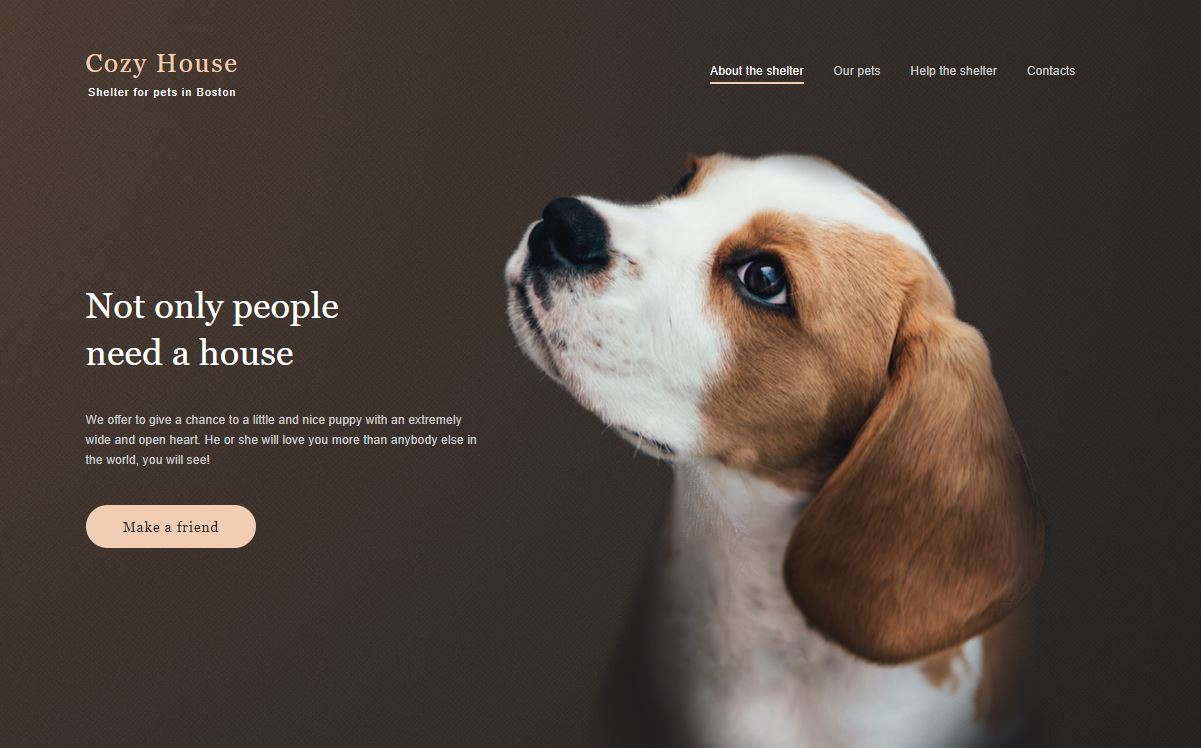 Cozy House
Shelter for pets in Boston
About the shelter
Our pets
Help the shelter
Contacts
Not only people
need a house
We offer to give a chance to a little and nice puppy with an extremely
wide and open heart. He or she will love you more than anybody else in
the world, you will see!
Make a friend